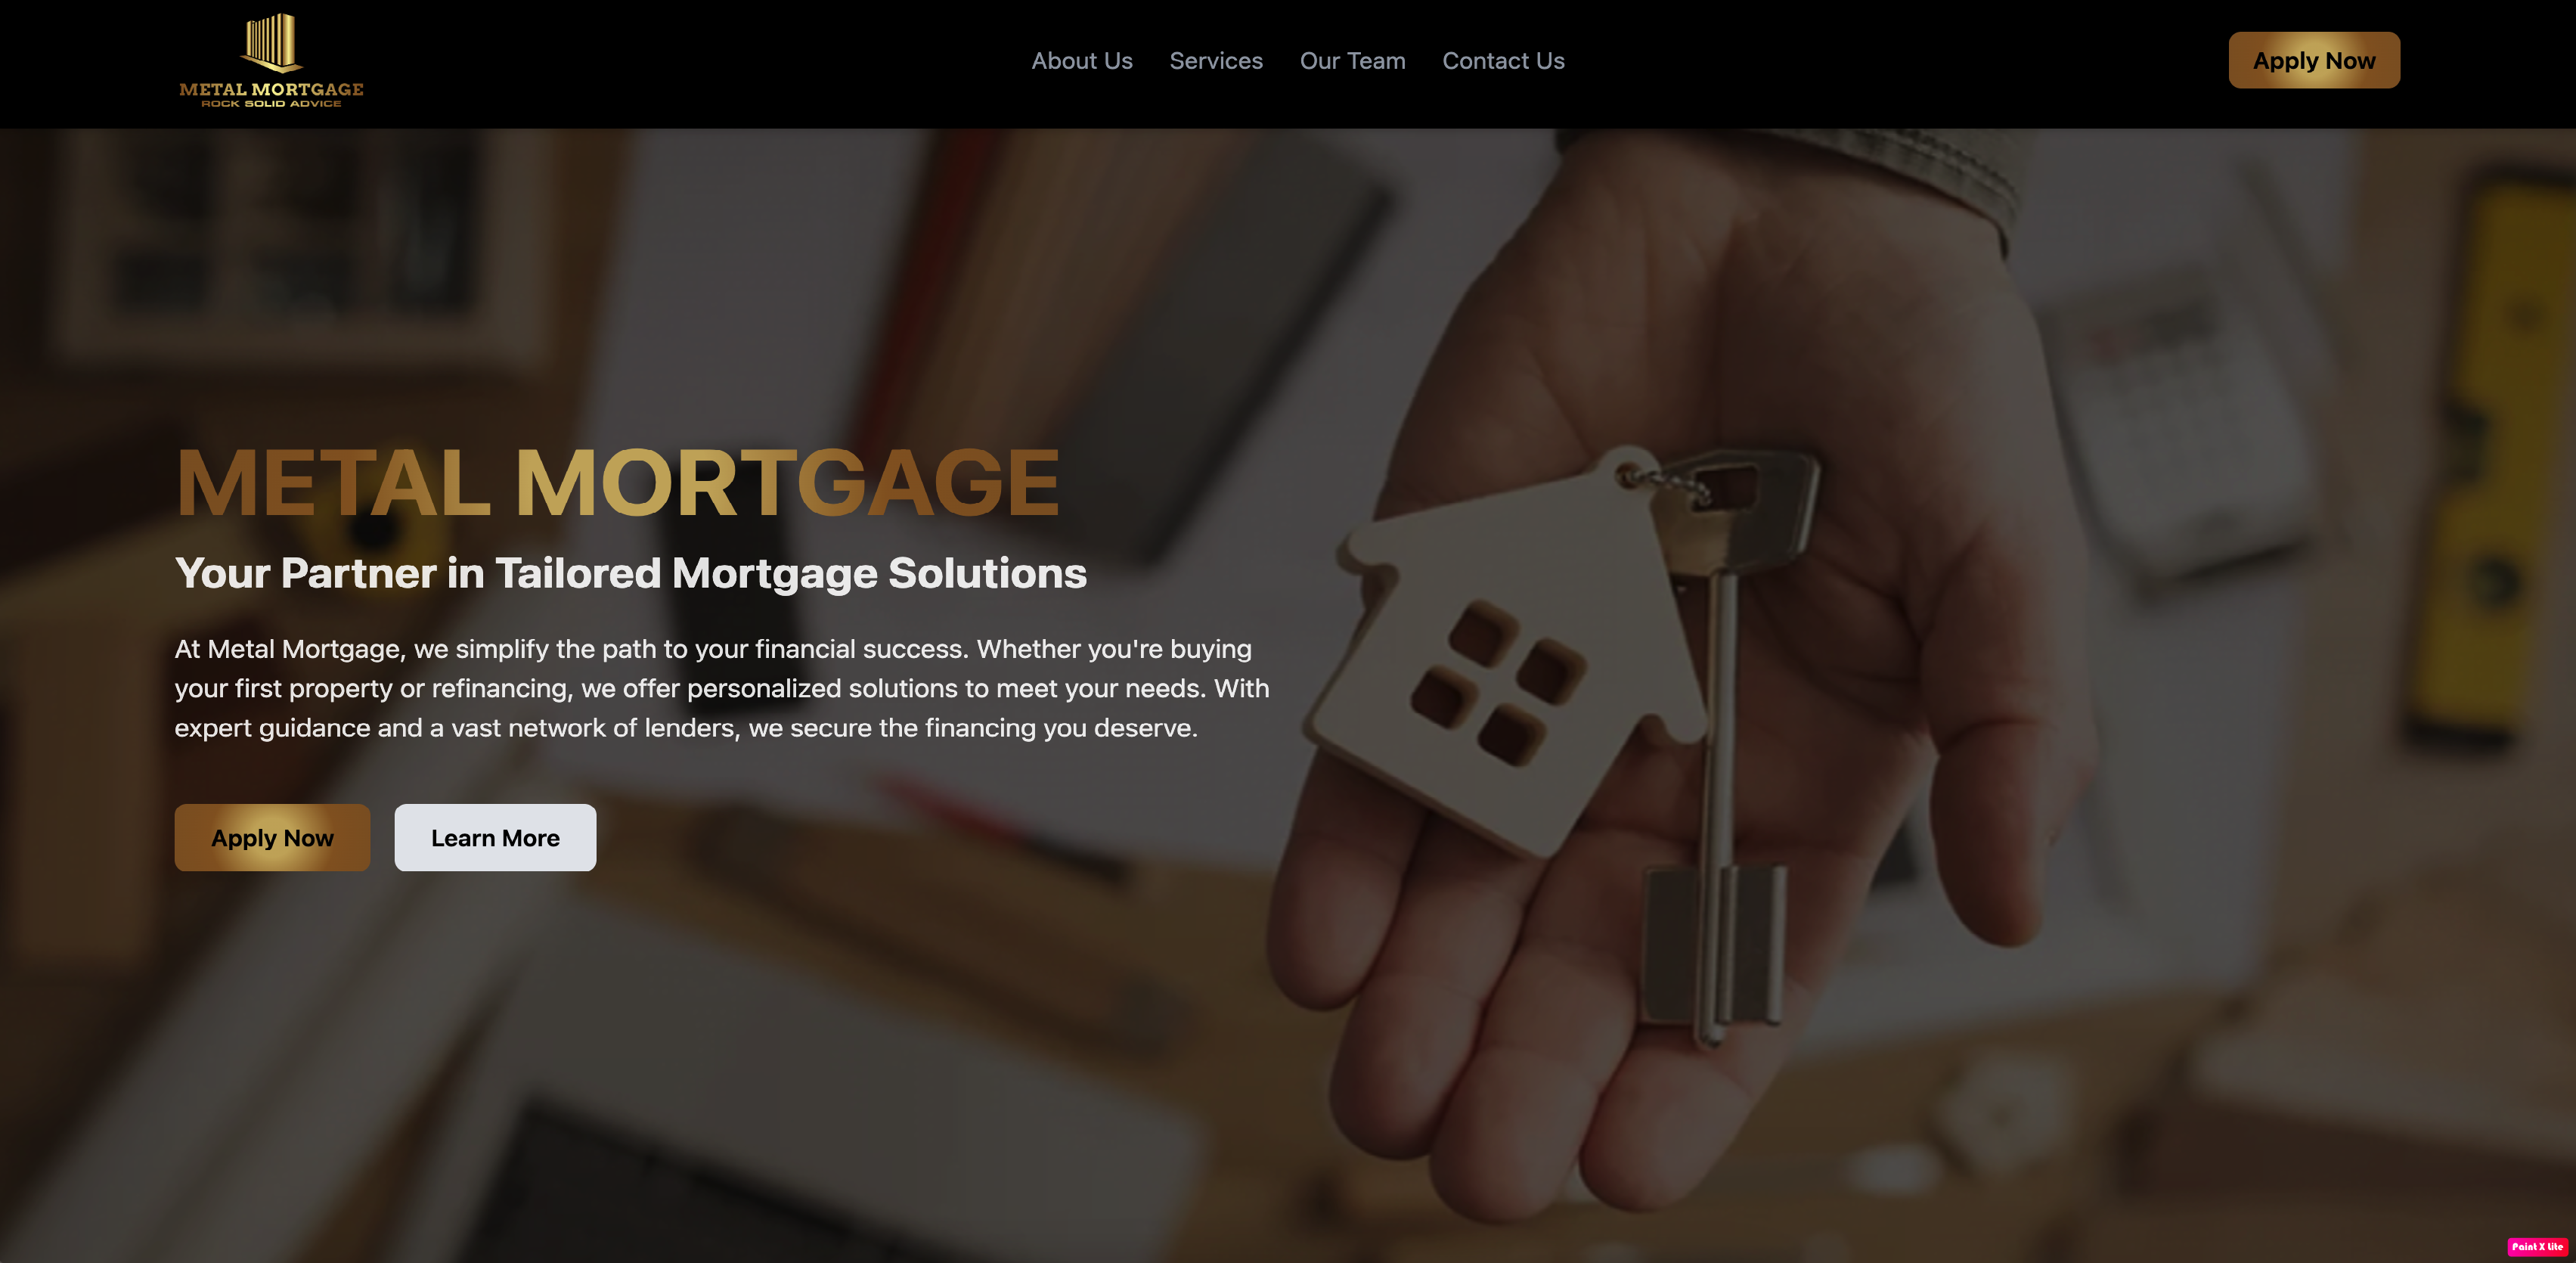 METAL MORTGAGE
ROCK SOLID ADVICE
About Us Services Our Team Contact Us
Apply Now
METAL MORTGAGE
Your Partner in Tailored Mortgage Solutions
At Metal Mortgage, we simplify the path to your financial success. Whether you're buying
your first property or refinancing, we offer personalized solutions to meet your needs. With
expert guidance and a vast network of lenders, we secure the financing you deserve.
Apply Now Learn More
Paint X Lite